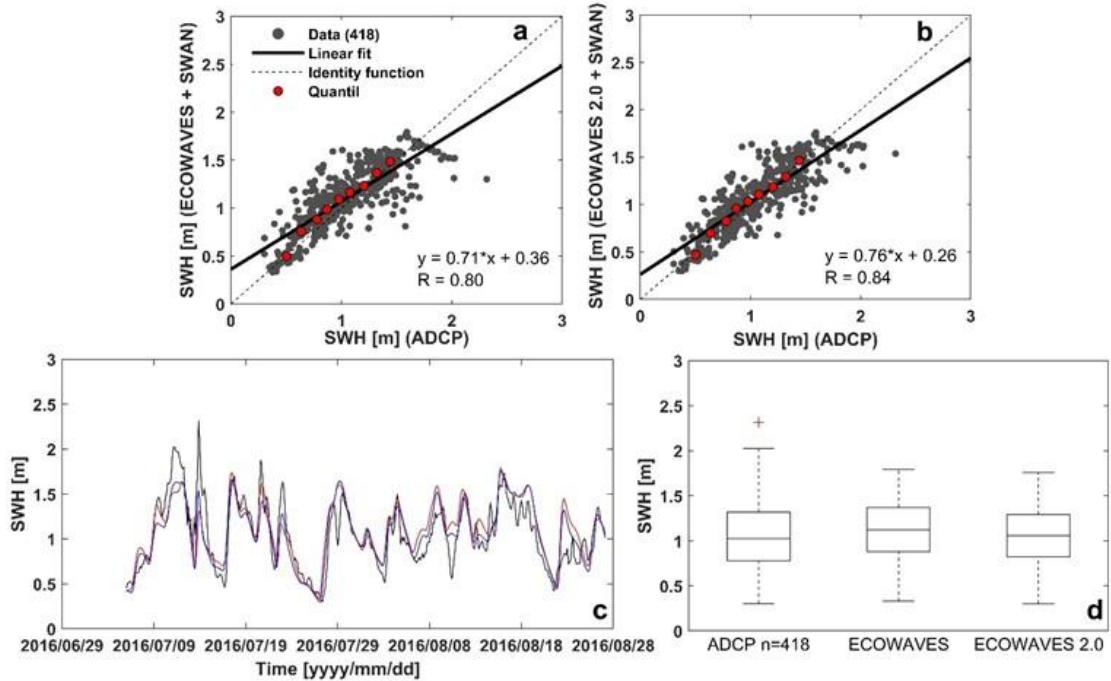 a
Data (418)
Linear fit
Identity function
Quantil
3
2.5
2
1.5
1
0.5
0
SWH [m] (ECOWAVES + SWAN)
y = 0.71*x + 0.36
R = 0.80
0 1 2 3
SWH [m] (ADCP)
b
3
2.5
2
1.5
1
0.5
0
SWH [m] (ECOWAVES 2.0 + SWAN)
y = 0.76*x + 0.26
R = 0.84
0 1 2 3
SWH [m] (ADCP)
3
2.5
2
1.5
1
0.5
0
SWH [m]
c
2016/06/29 2016/07/09 2016/07/19 2016/07/29 2016/08/08 2016/08/18 2016/08/28
Time [yyyy/mm/dd]
3
2.5
2
1.5
1
0.5
0
SWH [m]
d
ADCP n=418 ECOWAVES ECOWAVES 2.0